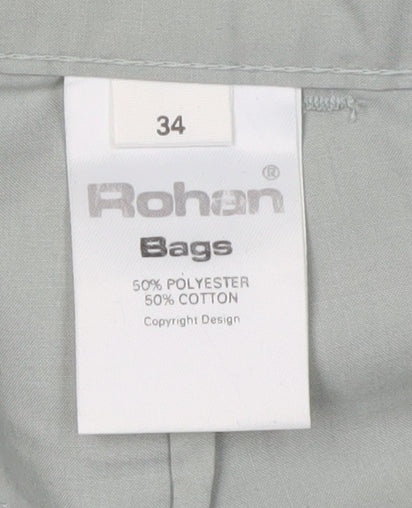 34
Rohan®
Bags
50% POLYESTER
50% COTTON
Copyright Design